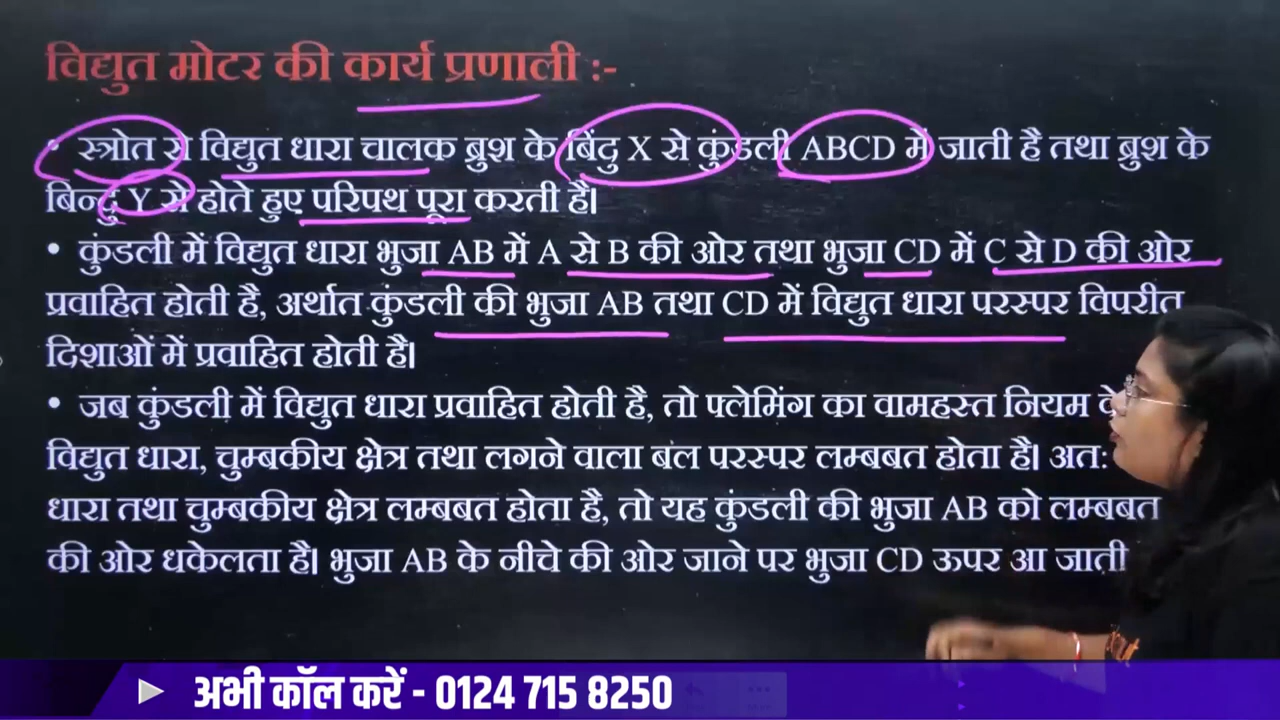 विद्युत मोटर की कार्य प्रणाली :-
• स्त्रोत से विद्युत धारा चालक ब्रुश के बिंदु X से कुंडली ABCD में जाती है तथा ब्रुश के
बिन्दु Y से होते हुए परिपथ पूरा करती है।
• कुंडली में विद्युत धारा भुजा AB में A से B की ओर तथा भुजा CD में C से D की ओर
प्रवाहित होती है, अर्थात कुंडली की भुजा AB तथा CD में विद्युत धारा परस्पर विपरीत
दिशाओं में प्रवाहित होती है।
• जब कुंडली में विद्युत धारा प्रवाहित होती है, तो फ्लेमिंग का वामहस्त नियम
विद्युत धारा, चुम्बकीय क्षेत्र तथा लगने वाला बल परस्पर लम्बबत होता है। अत:
धारा तथा चुम्बकीय क्षेत्र लम्बबत होता है, तो यह कुंडली की भुजा AB को लम्बबत
की ओर धकेलता है। भुजा AB के नीचे की ओर जाने पर भुजा CD ऊपर आ जाती
अभी कॉल करें - 0124 715 8250